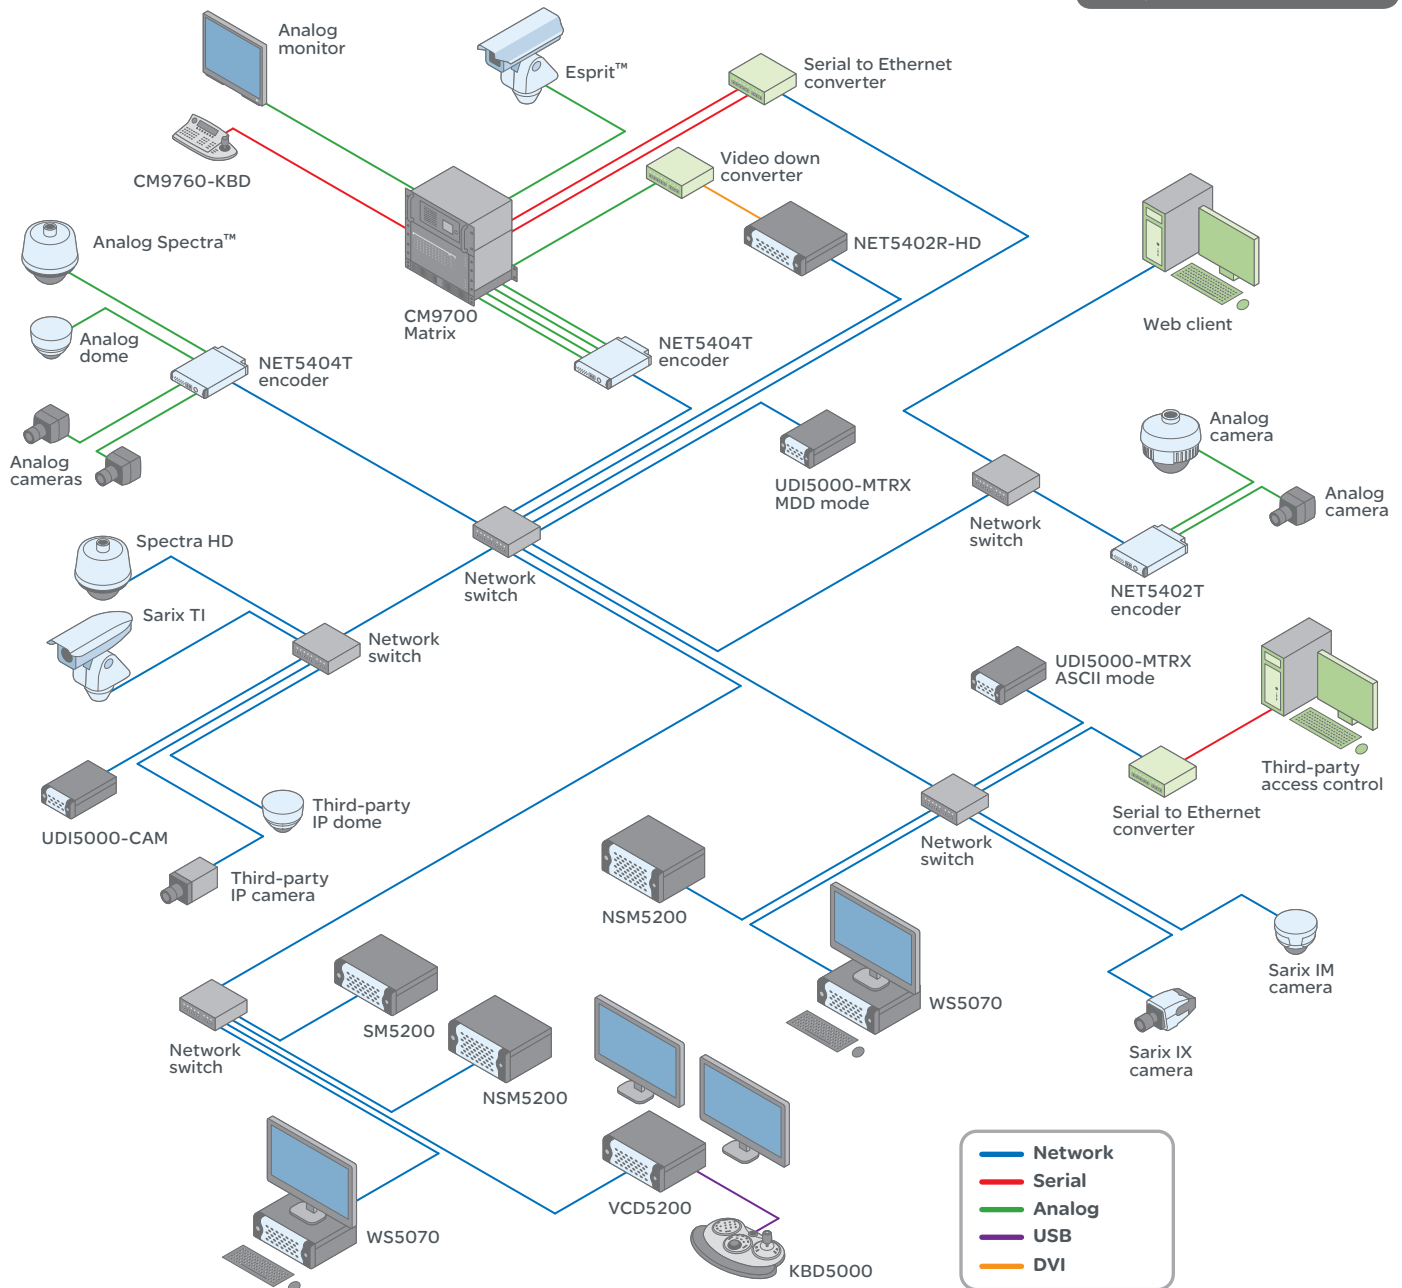 Analog
monitor
Esprit™
Serial to Ethernet
converter
CM9760-KBD
Video down
converter
Analog Spectra™
NET5402R-HD
CM9700
Matrix
Web client
Analog
dome
NET5404T
encoder
NET5404T
encoder
Analog
cameras
Analog
camera
UDI5000-MTRX
MDD mode
Analog
camera
Network
switch
Spectra HD
Network
switch
NET5402T
encoder
Sarix TI
Network
switch
UDI5000-MTRX
ASCII mode
Third-party
access control
Third-party
IP dome
UDI5000-CAM
Serial to Ethernet
converter
Network
switch
Third-party
IP camera
NSM5200
Sarix IM
camera
WS5070
SM5200
Network
switch
Sarix IX
camera
NSM5200
VCD5200
WS5070
KBD5000
Network
Serial
Analog
USB
DVI